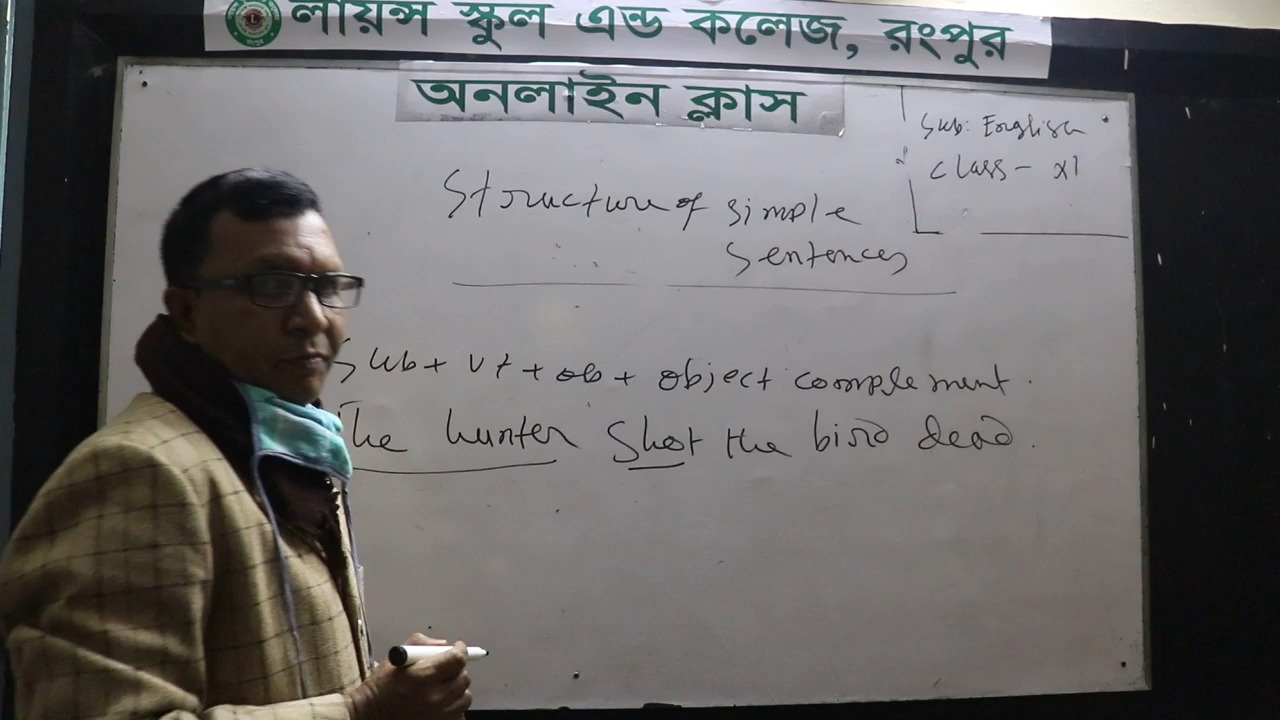 লায়ন্স স্কুল এন্ড কলেজ, রংপুর
অনলাইন ক্লাস
Sub: English
class - XI
Structure of simple
sentences
Sub + vt + ob + object complement.
The hunter shot the bird dead.